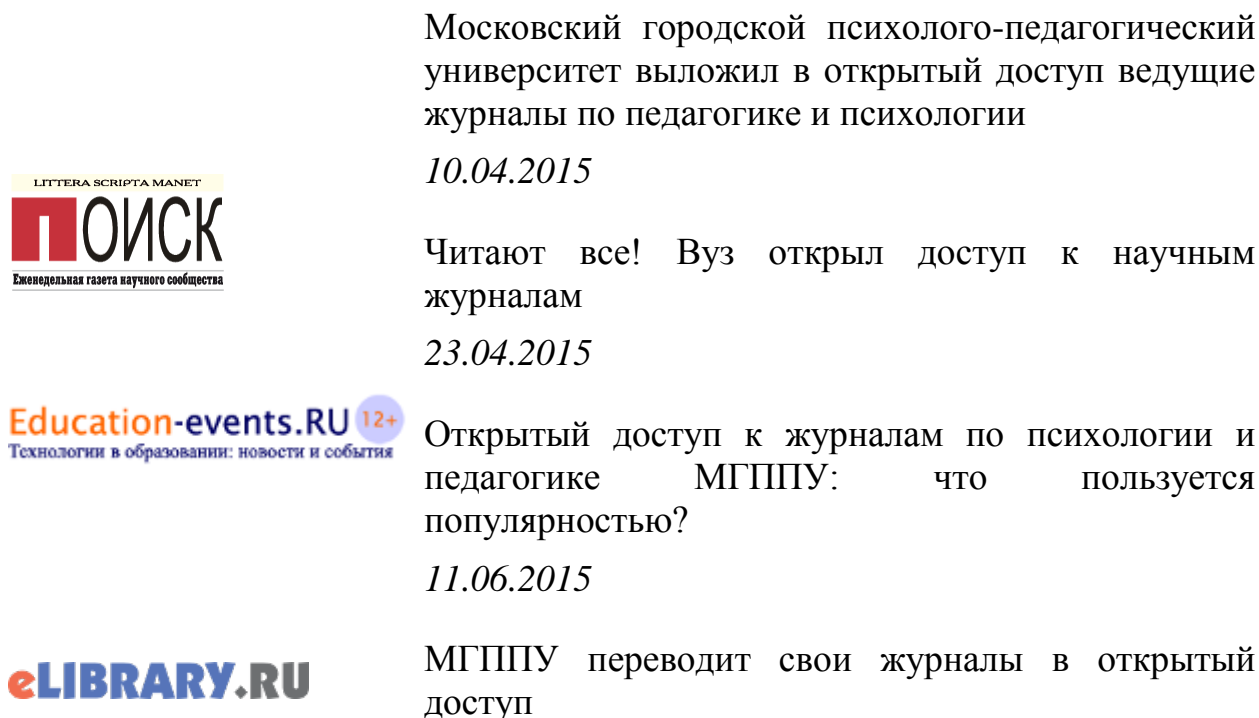 Московский городской психолого-педагогический
университет выложил в открытый доступ ведущие
журналы по педагогике и психологии
10.04.2015
LITTERA SCRIPTA MANET
ПОИСК
Еженедельная газета научного сообщества
Читают все! Вуз открыл доступ к научным
журналам
23.04.2015
Education-events.RU 12+
Технологии в образовании: новости и события
Открытый доступ к журналам по психологии и
педагогике МГППУ: что пользуется
популярностью?
11.06.2015
eLIBRARY.RU
МГППУ переводит свои журналы в открытый
доступ